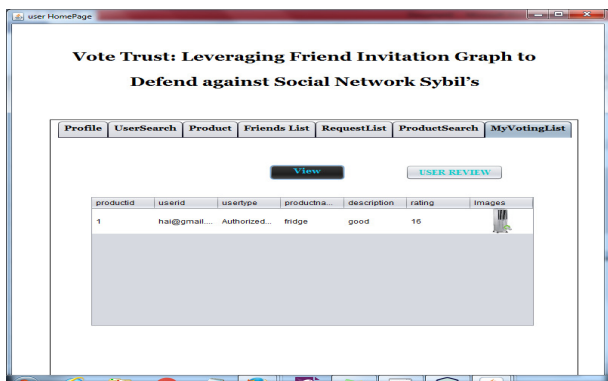 user HomePage
Vote Trust: Leveraging Friend Invitation Graph to
Defend against Social Network Sybil's
Profile UserSearch Product Friends List RequestList ProductSearch MyVotingList
View USER REVIEW
productid userid usertype productna... description rating Images
1 hai@gmail.... Authorized... fridge good 16